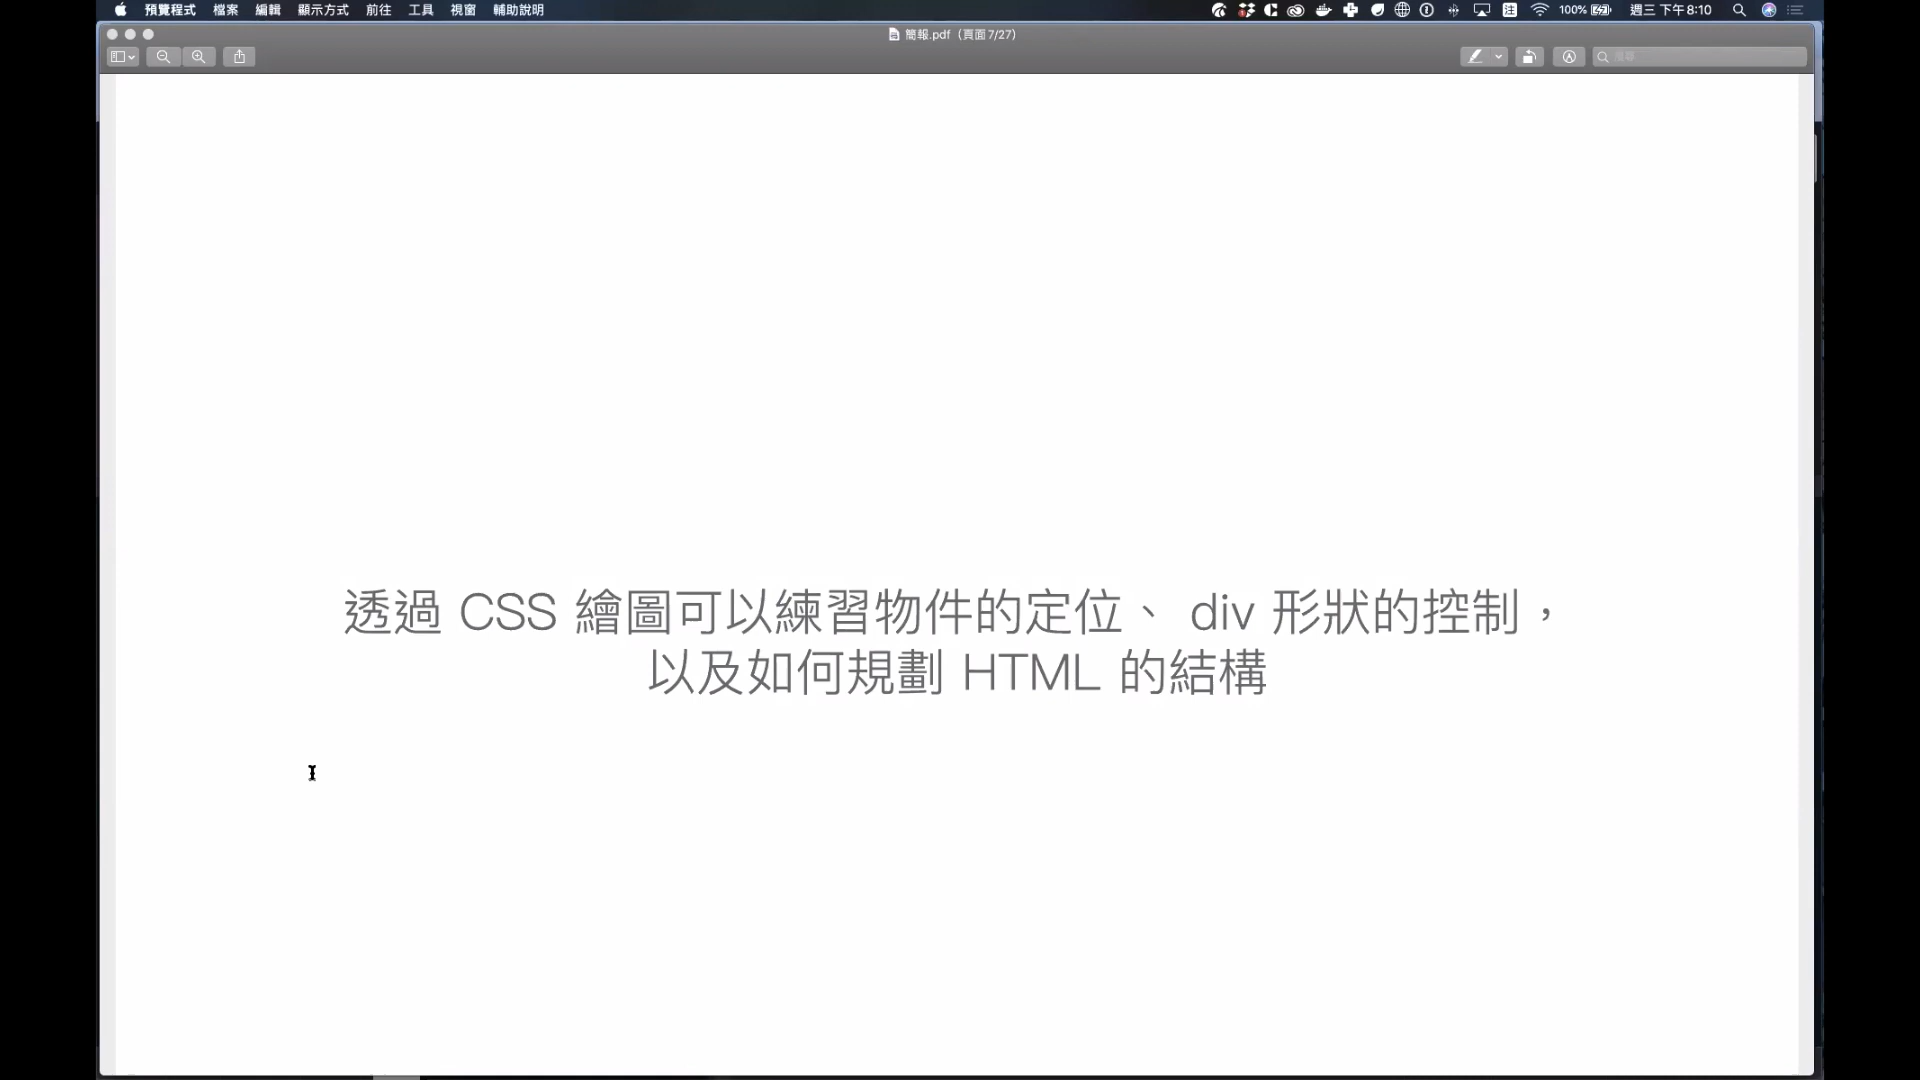 預覽程式 檔案 編輯 顯示方式 前往 工具 視窗 輔助說明 100% 週三 下午8:10
簡報.pdf（頁面 7/27）
搜尋
透過 CSS 繪圖可以練習物件的定位、 div 形狀的控制，
以及如何規劃 HTML 的結構